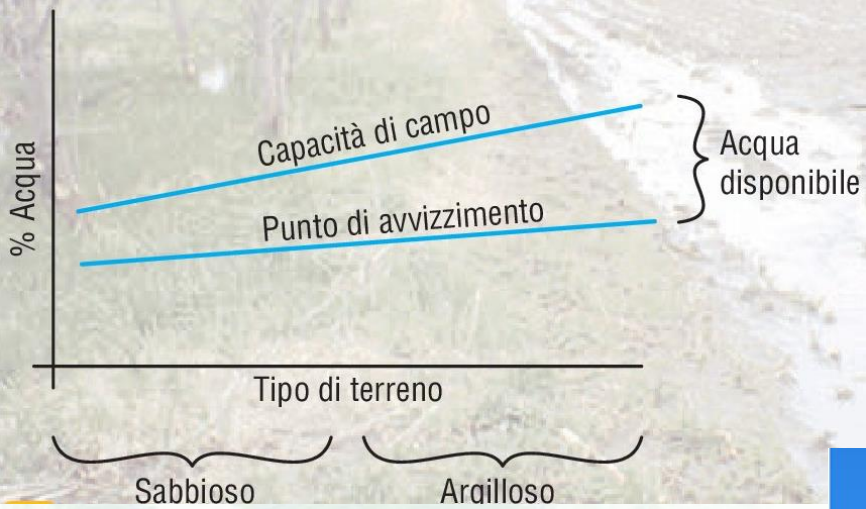 % Acqua
Capacità di campo
Punto di avvizzimento
Acqua
disponibile
Tipo di terreno
Sabbioso
Argilloso